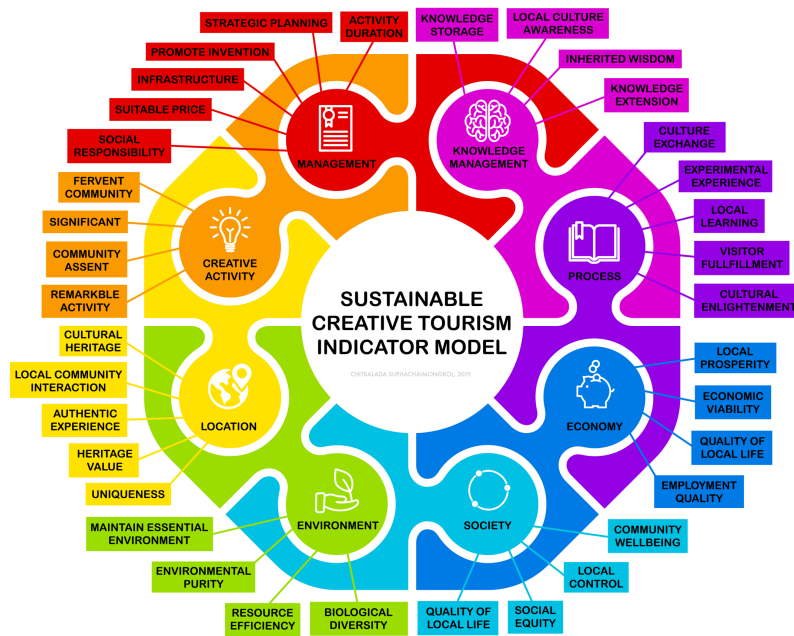 SUSTAINABLE
CREATIVE TOURISM
INDICATOR MODEL
CHITRALADA SUPHACHAIMONGKOL, 2019
MANAGEMENT
STRATEGIC PLANNING
ACTIVITY
DURATION
PROMOTE INVENTION
INFRASTRUCTURE
SUITABLE PRICE
SOCIAL
RESPONSIBILITY
KNOWLEDGE
MANAGEMENT
KNOWLEDGE
STORAGE
LOCAL CULTURE
AWARENESS
INHERITED WISDOM
KNOWLEDGE
EXTENSION
PROCESS
CULTURE
EXCHANGE
EXPERIMENTAL
EXPERIENCE
LOCAL
LEARNING
VISITOR
FULLFILLMENT
CULTURAL
ENLIGHTENMENT
ECONOMY
LOCAL
PROSPERITY
ECONOMIC
VIABILITY
QUALITY OF
LOCAL LIFE
EMPLOYMENT
QUALITY
SOCIETY
COMMUNITY
WELLBEING
LOCAL
CONTROL
SOCIAL
EQUITY
QUALITY OF
LOCAL LIFE
ENVIRONMENT
MAINTAIN ESSENTIAL
ENVIRONMENT
ENVIRONMENTAL
PURITY
RESOURCE
EFFICIENCY
BIOLOGICAL
DIVERSITY
LOCATION
CULTURAL
HERITAGE
LOCAL COMMUNITY
INTERACTION
AUTHENTIC
EXPERIENCE
HERITAGE
VALUE
UNIQUENESS
CREATIVE
ACTIVITY
FERVENT
COMMUNITY
SIGNIFICANT
COMMUNITY
ASSENT
REMARKBLE
ACTIVITY